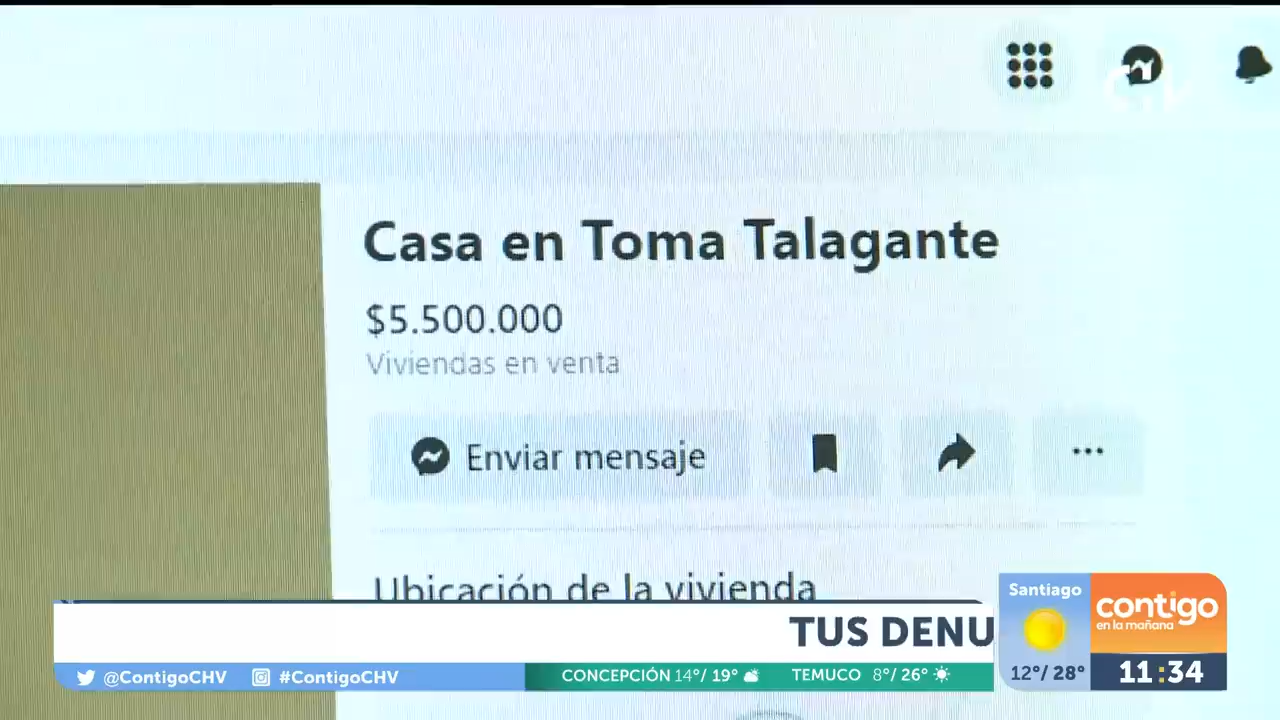 Casa en Toma Talagante
$5.500.000
Viviendas en venta
Enviar mensaje
Ubicación de la vivienda
TUS DENU
@ContigoCHV #ContigoCHV
CONCEPCIÓN 14°/ 19° TEMUCO 8°/ 26°
Santiago
12°/ 28°
contigo
en la mañana
11:34